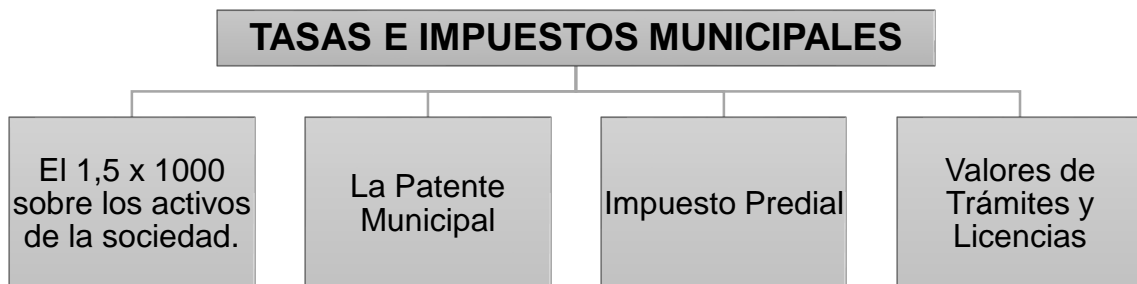 TASAS E IMPUESTOS MUNICIPALES
El 1,5 x 1000
sobre los activos
de la sociedad.
La Patente
Municipal
Impuesto Predial
Valores de
Trámites y
Licencias